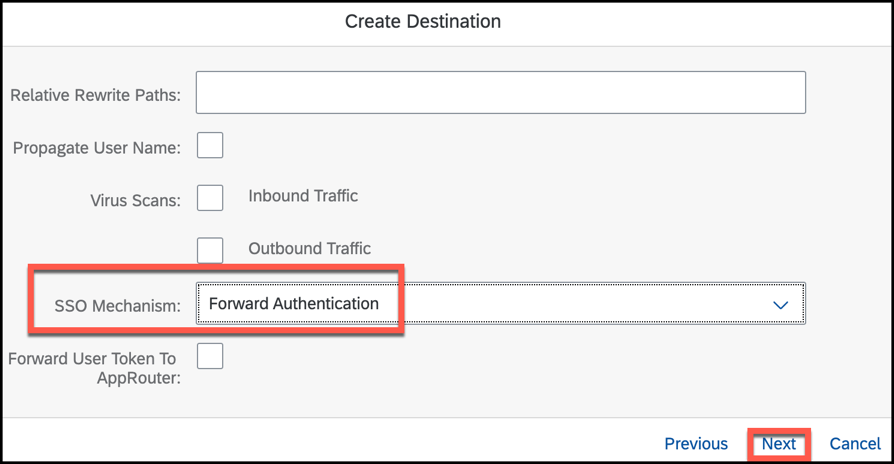 Create Destination
Relative Rewrite Paths:
Propagate User Name:
Virus Scans: Inbound Traffic
Outbound Traffic
SSO Mechanism: Forward Authentication
Forward User Token To
AppRouter:
Previous Next Cancel